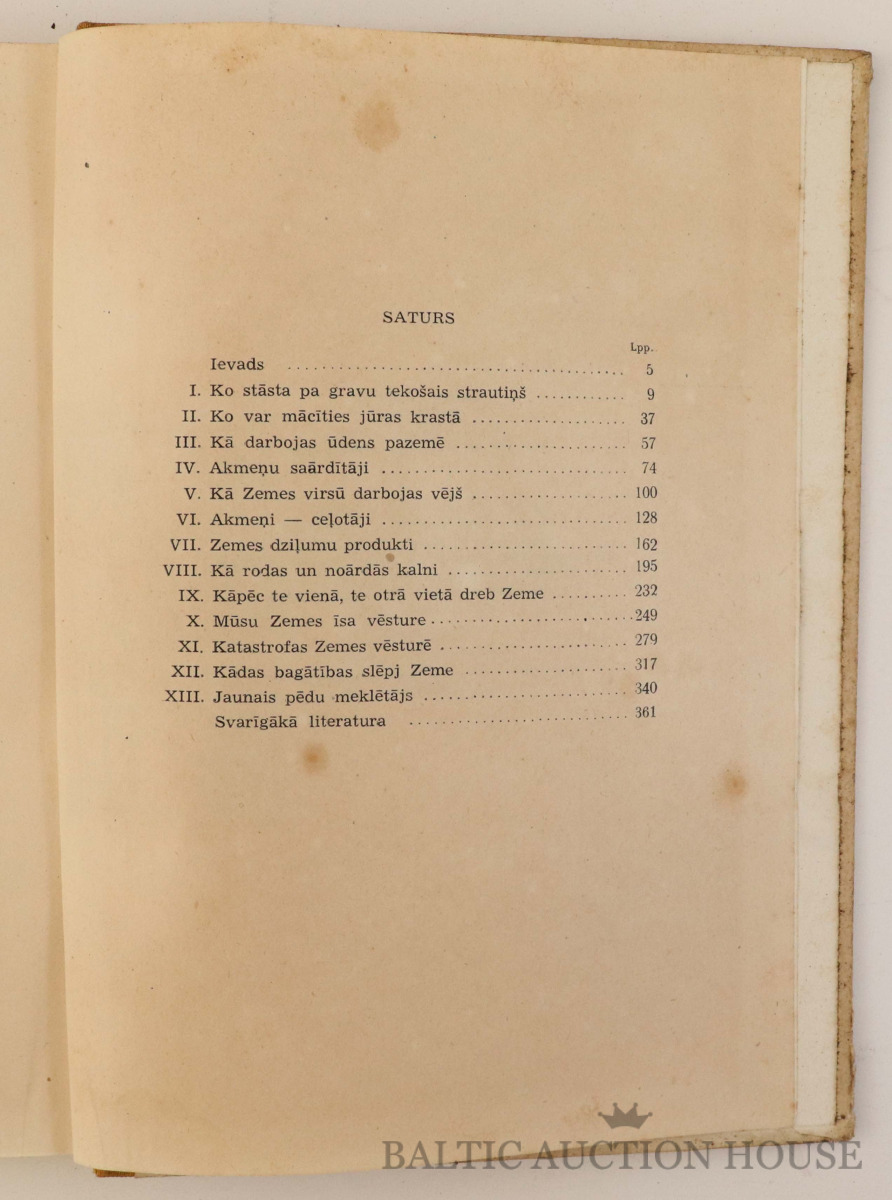 SATURS
Lpp.
Ievads ........................................ 5
I. Ko stāsta pa gravu tekošais strautiņš ............ 9
II. Ko var mācīties jūras krastā ..................... 37
III. Kā darbojas ūdens pazemē ....................... 57
IV. Akmeņu saārdītāji ................................. 74
V. Kā Zemes virsū darbojas vējš ..................... 100
VI. Akmeņi — ceļotāji ................................. 128
VII. Zemes dziļumu produkti ........................... 162
VIII. Kā rodas un noārdās kalni ........................ 195
IX. Kāpēc te vienā, te otrā vietā dreb Zeme .......... 232
X. Mūsu Zemes īsa vēsture ........................... 249
XI. Katastrofas Zemes vēsturē ......................... 279
XII. Kādas bagātības slēpj Zeme ...................... 317
XIII. Jaunais pēdu meklētājs ........................... 340
Svarīgākā literatura ............................. 361
BALTIC AUCTION HOUSE